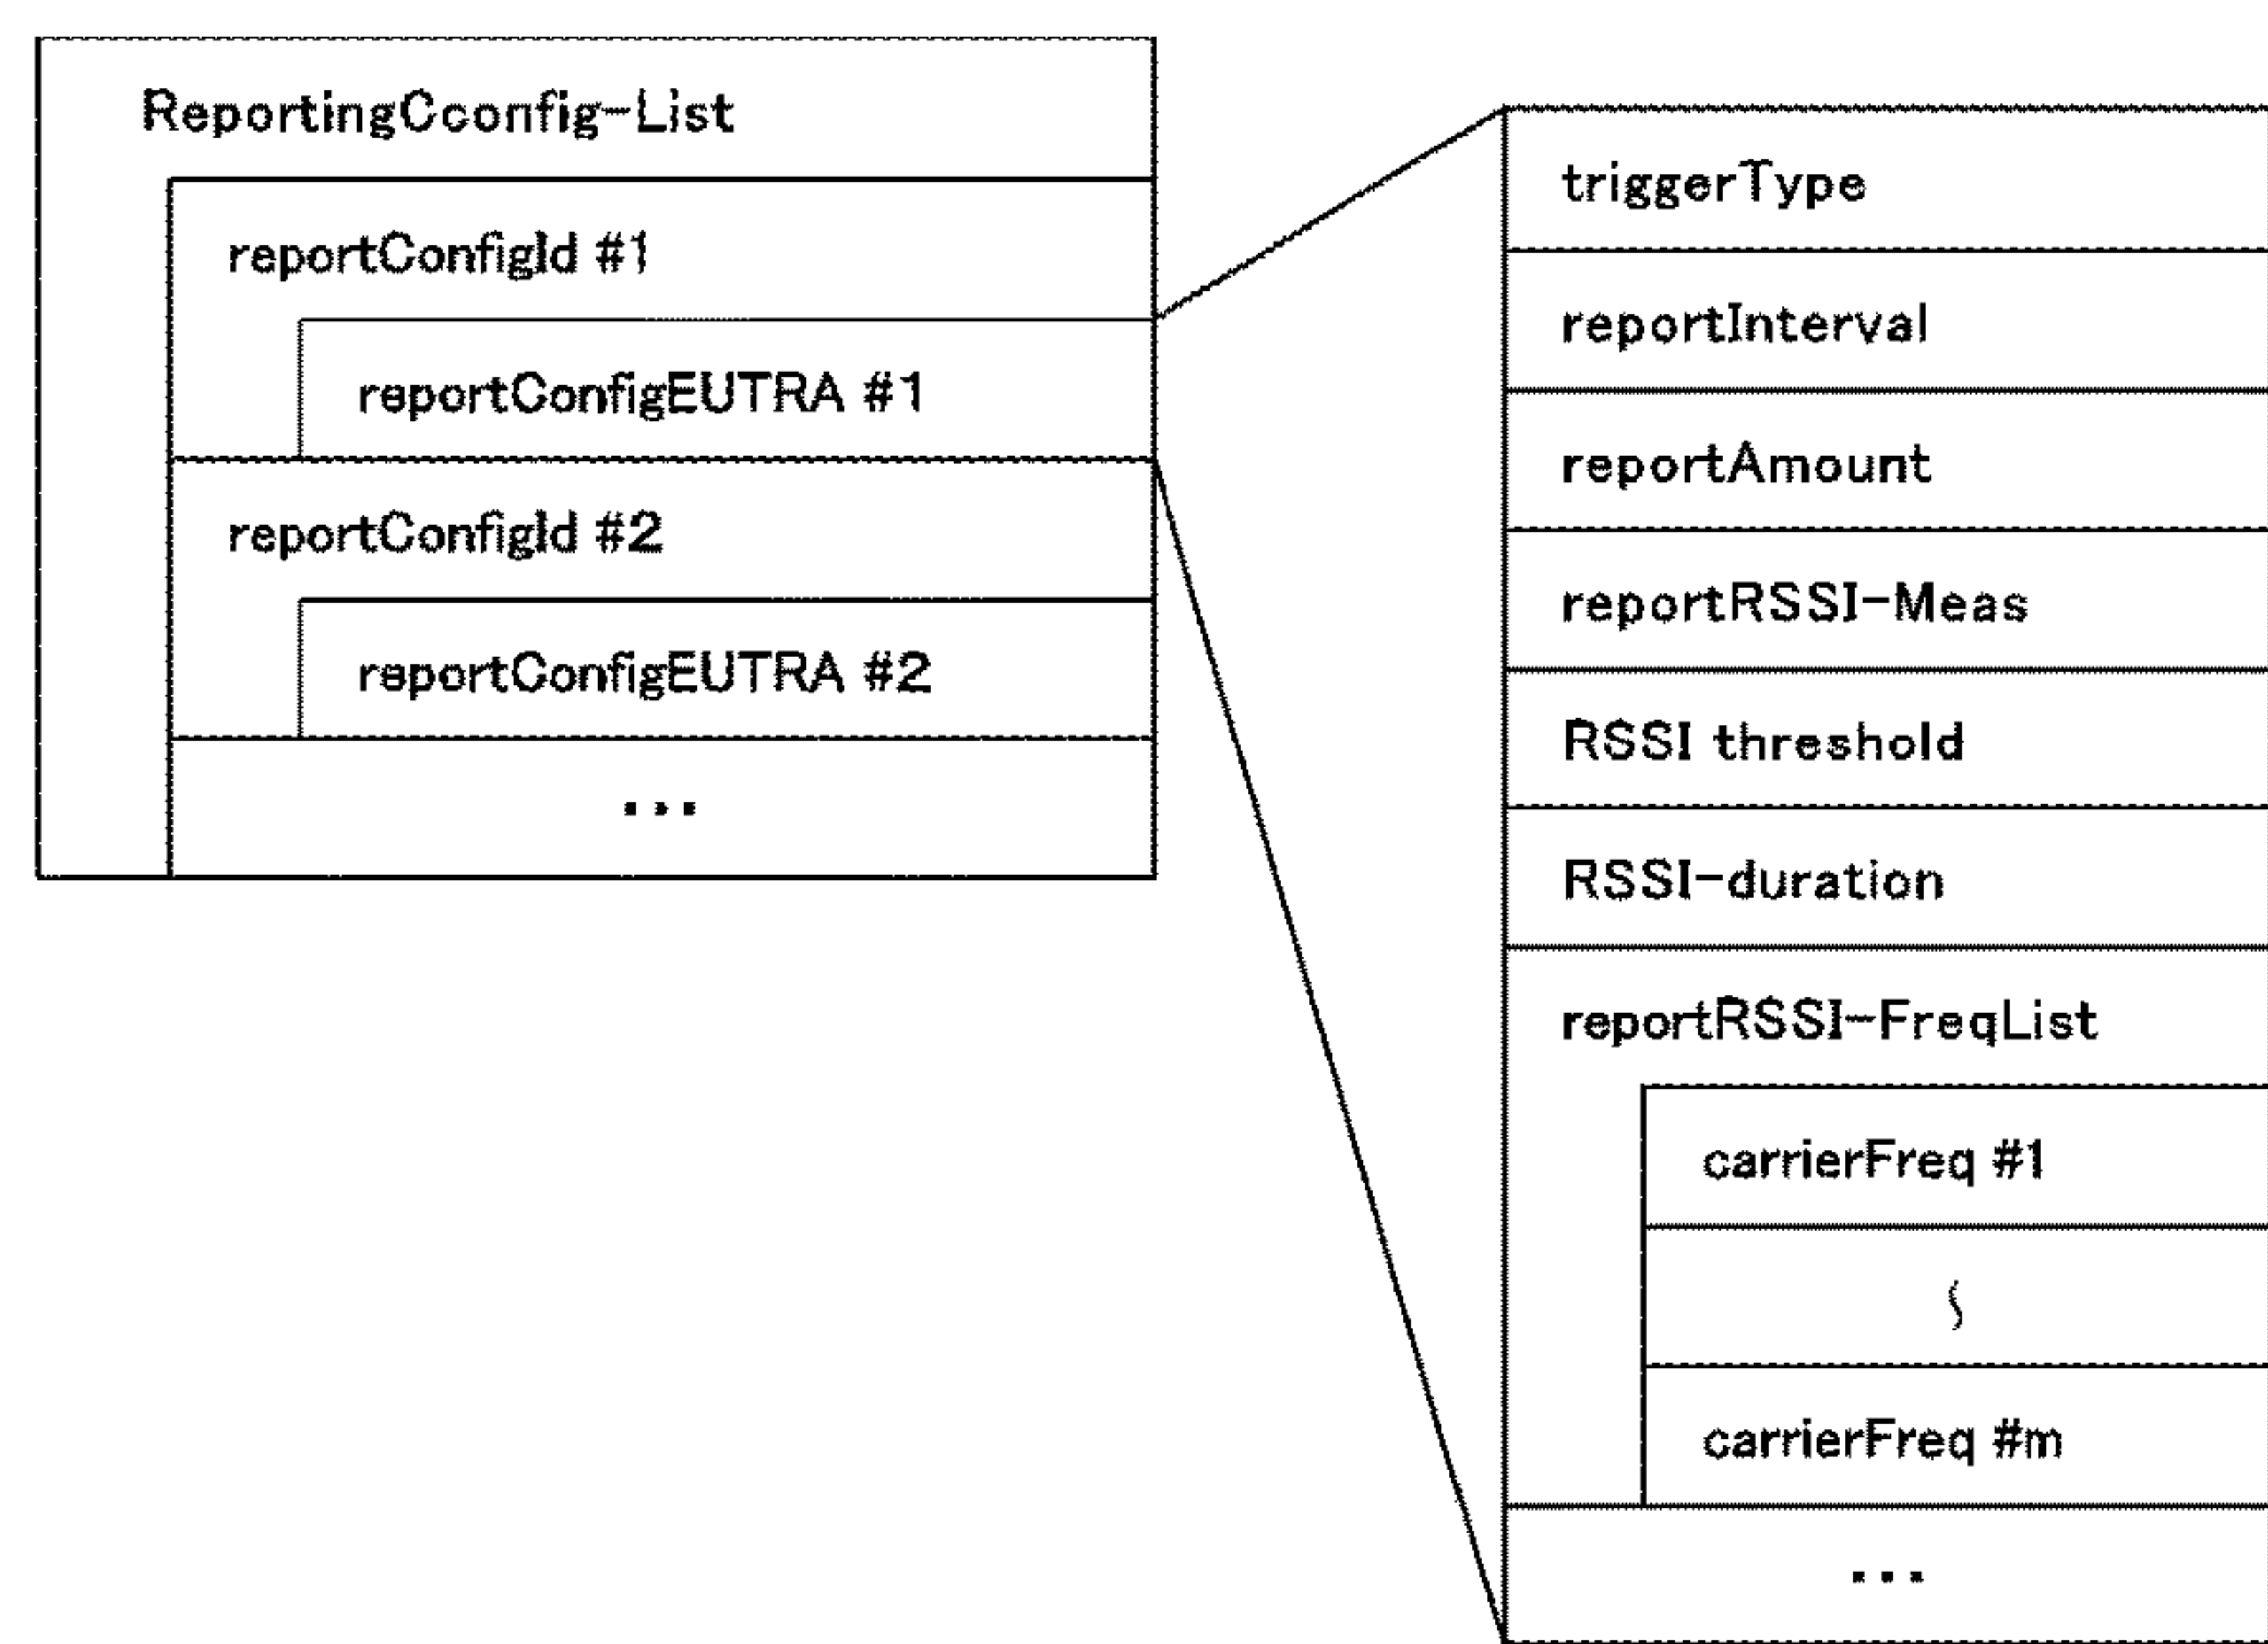 ReportingCconfig-List
reportConfigId #1
reportConfigEUTRA #1
reportConfigId #2
reportConfigEUTRA #2
...
triggerType
reportInterval
reportAmount
reportRSSI-Meas
RSSI threshold
RSSI-duration
reportRSSI-FreqList
carrierFreq #1
⸾
carrierFreq #m
...